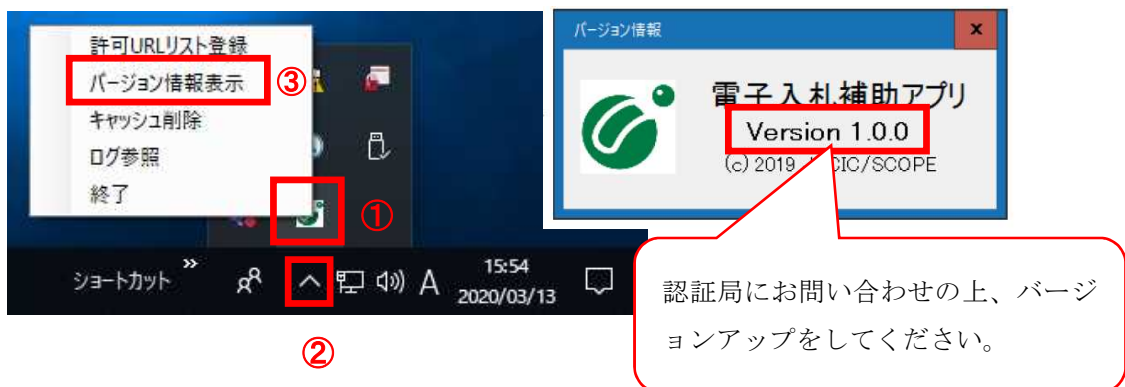 許可URLリスト登録
バージョン情報表示
③
キャッシュ削除
ログ参照
終了
①
ショートカット
»
A
15:54
2020/03/13
②
バージョン情報
x
電子入札補助アプリ
Version 1.0.0
(c) 2019 CIC/SCOPE
認証局にお問い合わせの上、バージ
ョンアップをしてください。